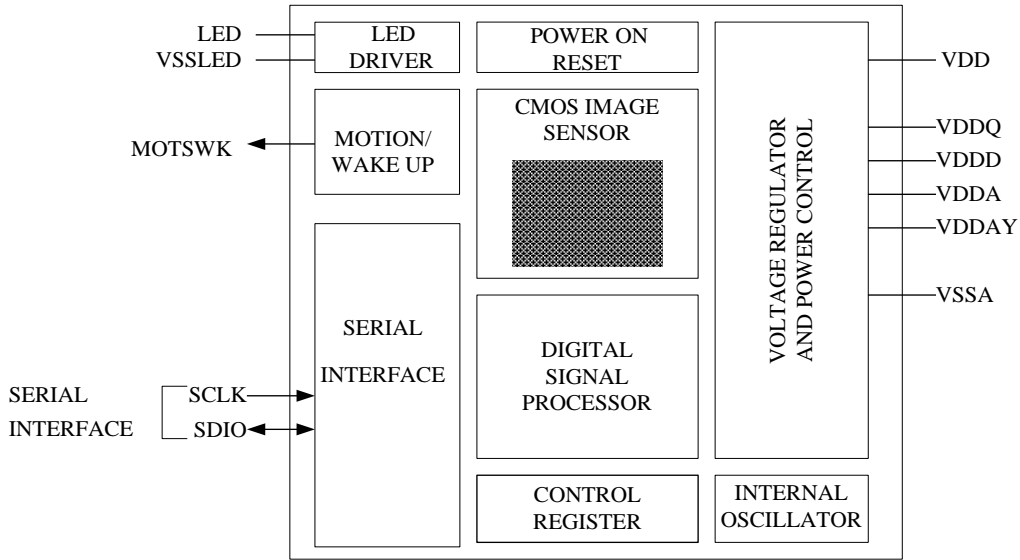 LED
VSSLED
LED
DRIVER
POWER ON
RESET
VOLTAGE REGULATOR
AND POWER CONTROL
VDD
VDDQ
VDDD
VDDA
VDDAY
VSSA
MOTSWK
MOTION/
WAKE UP
CMOS IMAGE
SENSOR
SERIAL
INTERFACE
SCLK
SDIO
SERIAL
INTERFACE
DIGITAL
SIGNAL
PROCESSOR
CONTROL
REGISTER
INTERNAL
OSCILLATOR